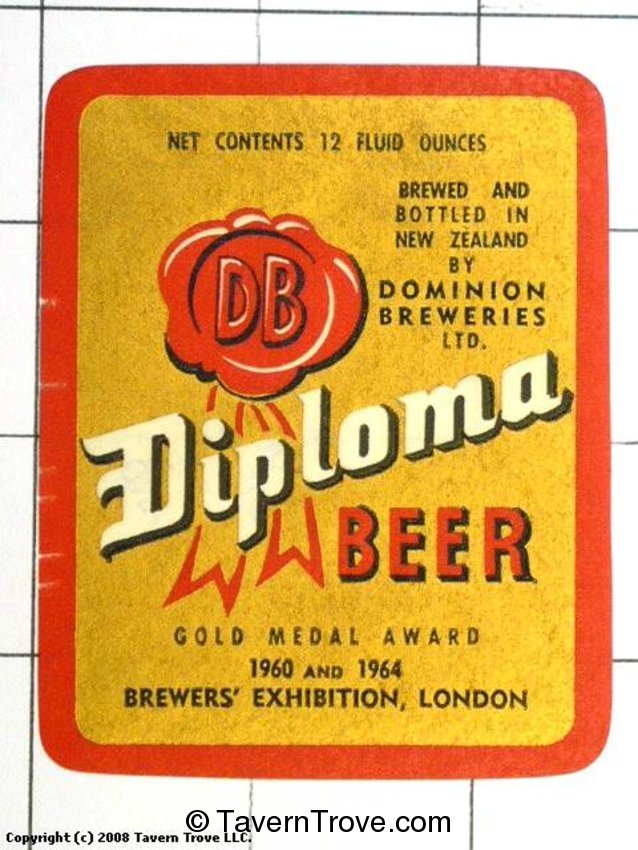 NET CONTENTS 12 FLUID OUNCES
BREWED AND
BOTTLED IN
NEW ZEALAND
BY
DOMINION
BREWERIES
LTD.
DB
Diploma
BEER
GOLD MEDAL AWARD
1960 AND 1964
BREWERS' EXHIBITION, LONDON
© TavernTrove.com
Copyright (c) 2008 Tavern Trove LLC.